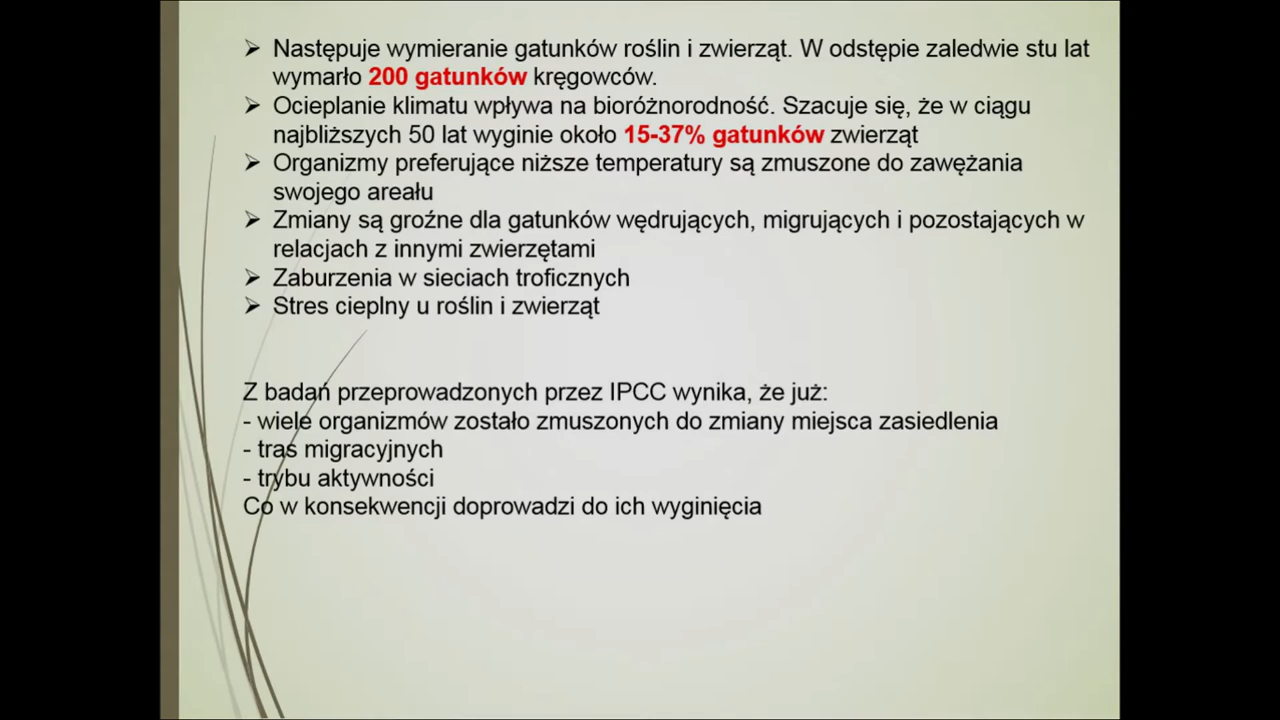 ➢ Następuje wymieranie gatunków roślin i zwierząt. W odstępie zaledwie stu lat
wymarło 200 gatunków kręgowców.
➢ Ocieplanie klimatu wpływa na bioróżnorodność. Szacuje się, że w ciągu
najbliższych 50 lat wyginie około 15-37% gatunków zwierząt
➢ Organizmy preferujące niższe temperatury są zmuszone do zawężania
swojego areału
➢ Zmiany są groźne dla gatunków wędrujących, migrujących i pozostających w
relacjach z innymi zwierzętami
➢ Zaburzenia w sieciach troficznych
➢ Stres cieplny u roślin i zwierząt
Z badań przeprowadzonych przez IPCC wynika, że już:
- wiele organizmów zostało zmuszonych do zmiany miejsca zasiedlenia
- tras migracyjnych
- trybu aktywności
Co w konsekwencji doprowadzi do ich wyginięcia